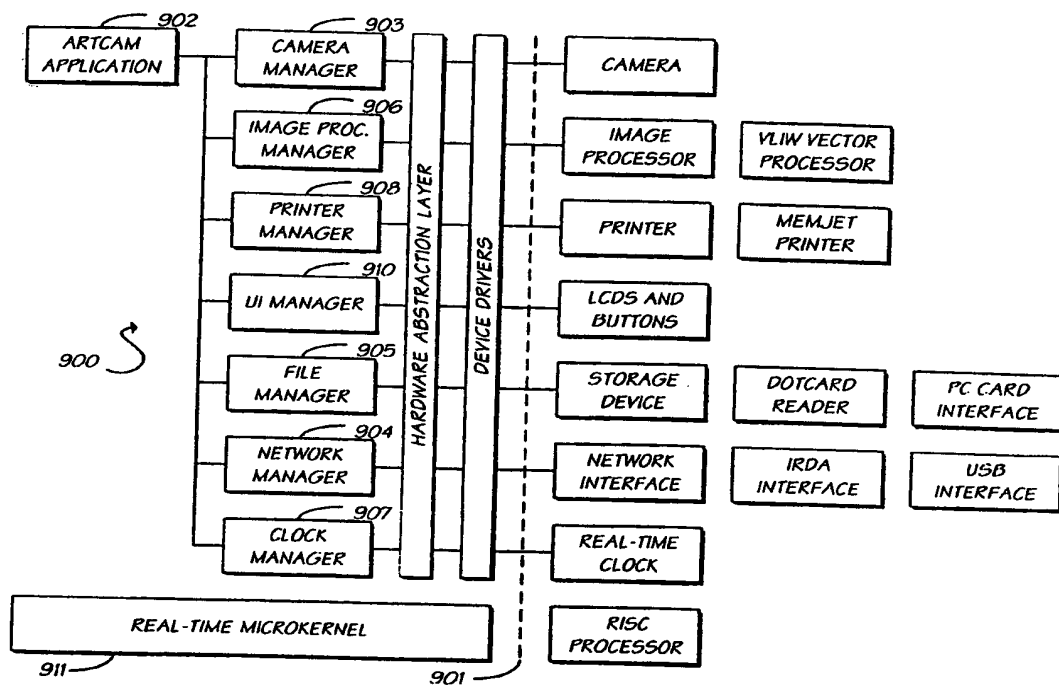 902
ARTCAM
APPLICATION
903
CAMERA
MANAGER
CAMERA
906
IMAGE PROC.
MANAGER
IMAGE
PROCESSOR
VLIW VECTOR
PROCESSOR
908
PRINTER
MANAGER
PRINTER
MEMJET
PRINTER
910
UI MANAGER
LCDS AND
BUTTONS
900
905
FILE
MANAGER
STORAGE
DEVICE
DOTCARD
READER
PC CARD
INTERFACE
904
NETWORK
MANAGER
NETWORK
INTERFACE
IRDA
INTERFACE
USB
INTERFACE
907
CLOCK
MANAGER
REAL-TIME
CLOCK
HARDWARE ABSTRACTION LAYER
DEVICE DRIVERS
REAL-TIME MICROKERNEL
RISC
PROCESSOR
911
901